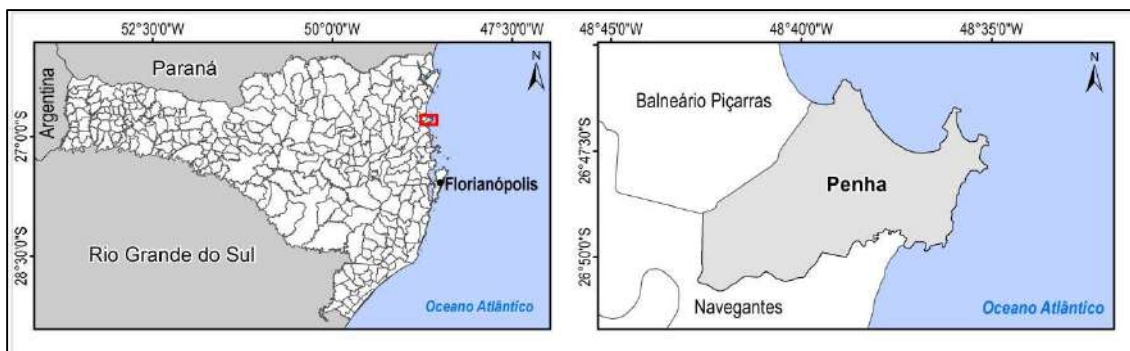 52°30'0"W 50°0'0"W 47°30'0"W
N
Paraná
Argentina
27°0'0"S
Florianópolis
Rio Grande do Sul
28°30'0"S
Oceano Atlântico
48°45'0"W 48°40'0"W 48°35'0"W
N
Balneário Piçarras
26°47'30"S
Penha
26°50'0"S
Navegantes
Oceano Atlântico